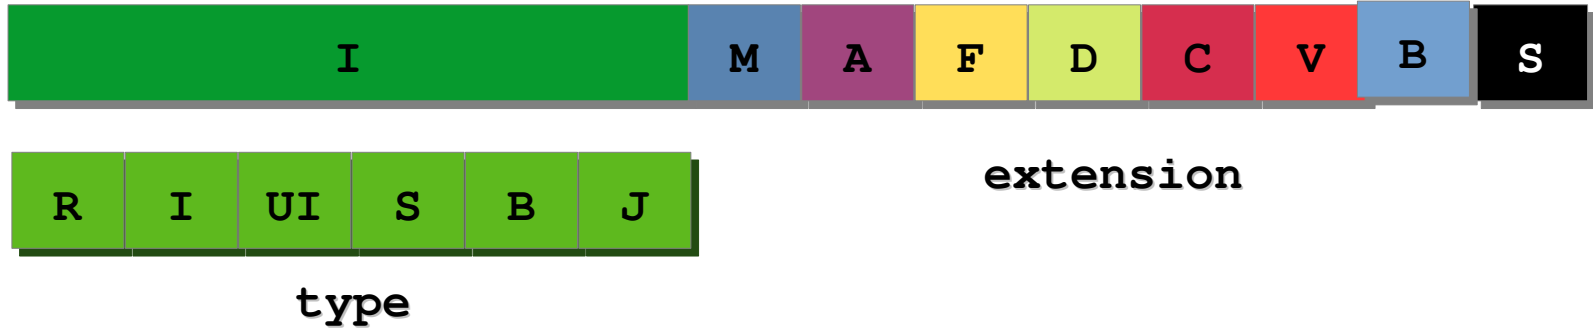 I M A F D C V B S
extension
R I UI S B J
type